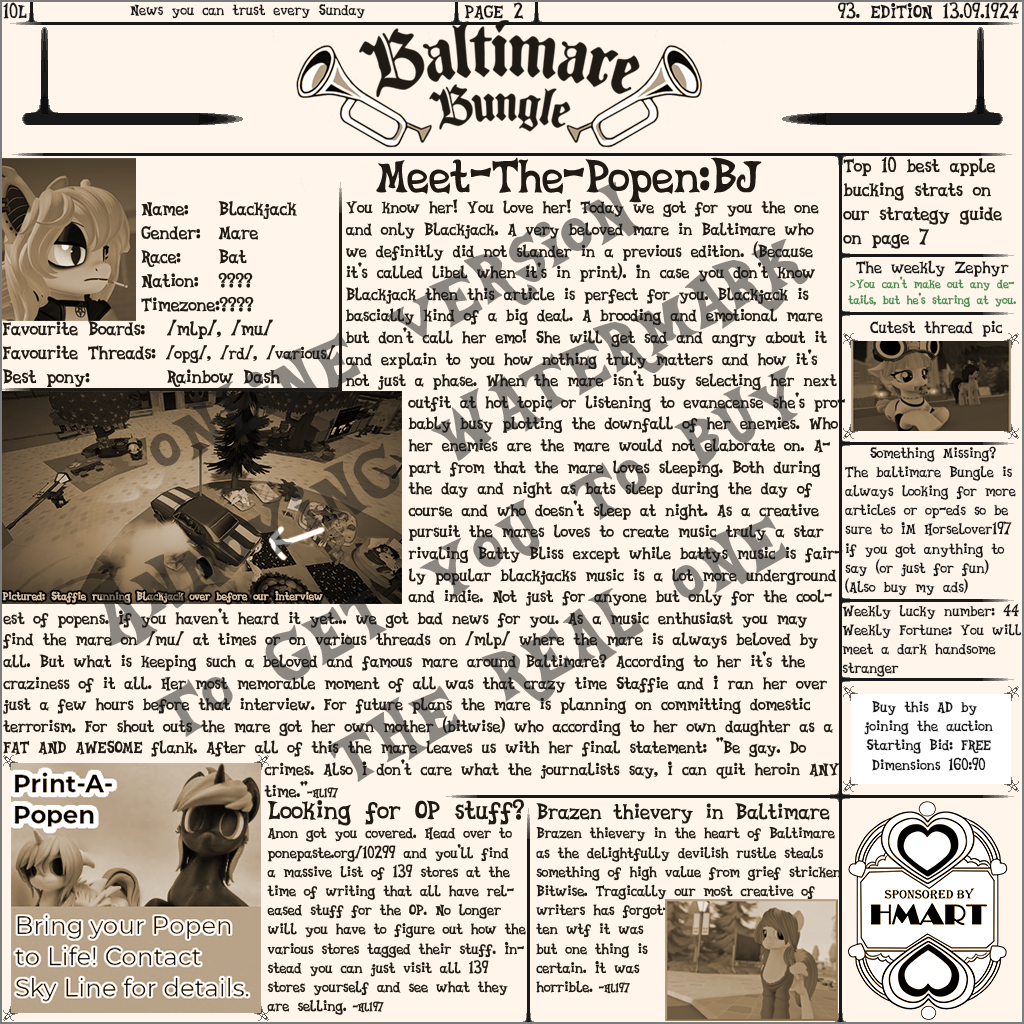 10L
News you can trust every Sunday
PAGE 2
93. EDITION 13.09.1924
Baltimare
Bungle
Name: Blackjack
Gender: Mare
Race: Bat
Nation: ????
Timezone:????
Favourite Boards: /mlp/, /mu/
Favourite Threads: /opg/, /rd/, /various/
Best pony: Rainbow Dash
Pictured: Staffie running Blackjack over before our interview
Meet-The-Popen:BJ
You know her! You love her! Today we got for you the one
and only Blackjack. A very beloved mare in Baltimare who
we definitly did not slander in a previous edition. (Because
it's called libel when it's in print). In case you don't know
Blackjack then this article is perfect for you. Blackjack is
bascially kind of a big deal. A brooding and emotional mare
but don't call her emo! She will get sad and angry about it
and explain to you how nothing truly matters and how it's
not just a phase. When the mare isn't busy selecting her next
outfit at hot topic or listening to evanecense she's pro-
bably busy plotting the downfall of her enemies. Who
her enemies are the mare would not elaborate on. A-
part from that the mare loves sleeping. Both during
the day and night as bats sleep during the day of
course and who doesn't sleep at night. As a creative
pursuit the mares loves to create music truly a star
rivaling Batty Bliss except while battys music is fair-
ly popular blackjacks music is a lot more underground
and indie. Not just for anyone but only for the cool-
est of popens. If you haven't heard it yet... we got bad news for you. As a music enthusiast you may
find the mare on /mu/ at times or on various threads on /mlp/ where the mare is always beloved by
all. But what is keeping such a beloved and famous mare around Baltimare? According to her it's the
craziness of it all. Her most memorable moment of all was that crazy time Staffie and I ran her over
just a few hours before that interview. For future plans the mare is planning on committing domestic
terrorism. For shout outs the mare got her own mother (bitwise) who according to her own daughter as a
FAT AND AWESOME flank. After all of this the mare leaves us with her final statement: "Be gay. Do
crimes. Also i don't care what the journalists say, i can quit heroin ANY
time."-HL197
ONLINE VERSION
ANNOYING WATERMARK
TO GET YOU TO BUY
THE REAL ONE
Print-A-
Popen
Bring your Popen
to Life! Contact
Sky Line for details.
Looking for OP stuff?
Anon got you covered. Head over to
ponepaste.org/10299 and you'll find
a massive list of 139 stores at the
time of writing that all have rel-
eased stuff for the OP. No longer
will you have to figure out how the
various stores tagged their stuff. In-
stead you can just visit all 139
stores yourself and see what they
are selling. -HL197
Brazen thievery in Baltimare
Brazen thievery in the heart of Baltimare
as the delightfully devilish rustle steals
something of high value from grief stricken
Bitwise. Tragically our most creative of
writers has forgot-
ten wtf it was
but one thing is
certain. It was
horrible. -HL197
Top 10 best apple
bucking strats on
our strategy guide
on page 7
The weekly Zephyr
>You can't make out any de-
tails, but he's staring at you.
Cutest thread pic
Something Missing?
The baltimare Bungle is
always looking for more
articles or op-eds so be
sure to IM Horselover197
if you got anything to
say (or just for fun)
(Also buy my ads)
Weekly lucky number: 44
Weekly Fortune: You will
meet a dark handsome
stranger
Buy this AD by
joining the auction
Starting Bid: FREE
Dimensions 160:90
SPONSORED BY
HMART